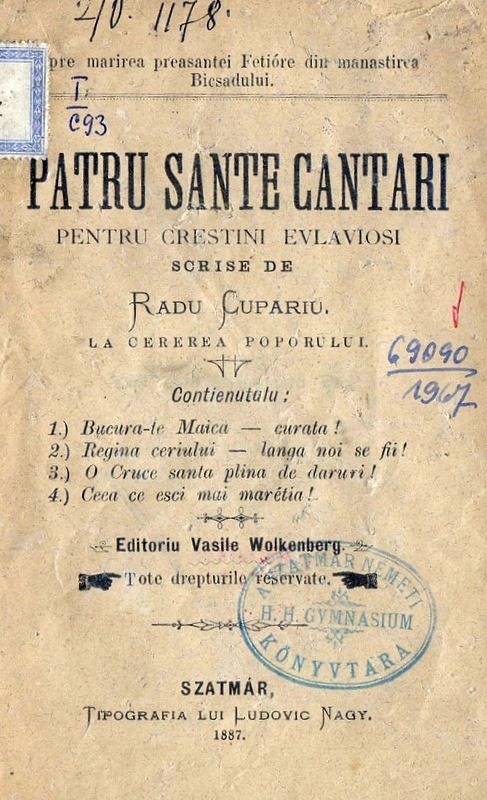 2/0. 1178.
pre marirea preasantei Fetióre din manastirea
Bicsadului.
I
C93
PATRU SANTE CANTARI
PENTRU CRESTINI EVLAVIOSI
SCRISE DE
RADU CUPARIU.
LA CEREREA POPORULUI.
69090
1967
Contienutulu:
1.) Bucura-te Maica — curata!
2.) Regina ceriului — langa noi se fii!
3.) O Cruce santa plina de daruri!
4.) Ceea ce esci mai marétia!
Editoriu Vasile Wolkenberg.
Tote drepturile reservate.
A SZATMÁR NÉMETI
H. H. GYMNASIUM
KÖNYVTÁRA
SZATMÁR,
TIPOGRAFIA LUI LUDOVIC NAGY.
1887.